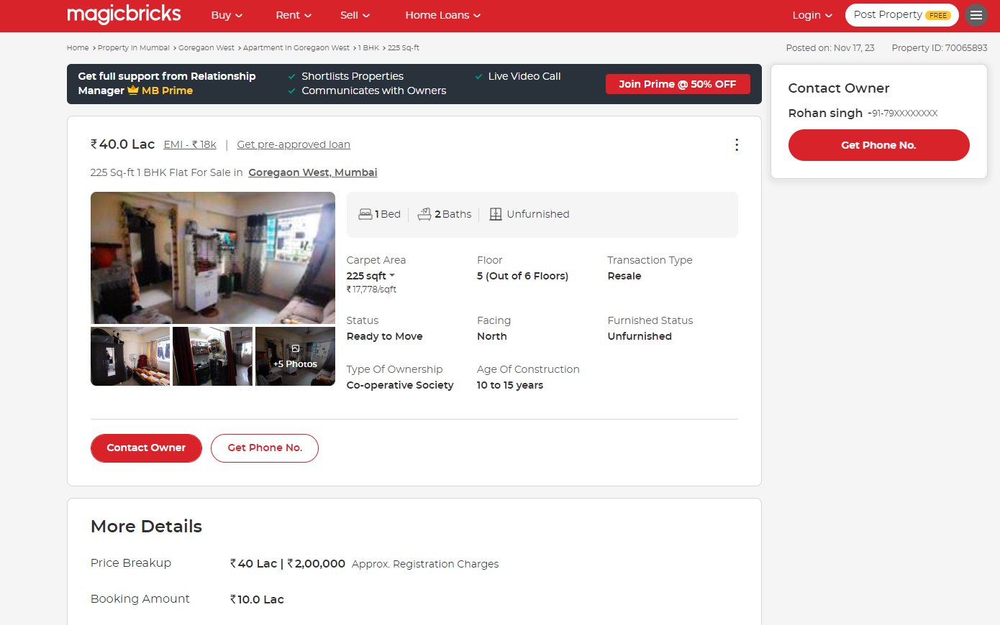 magicbricks Buy Rent Sell Home Loans Login Post Property FREE
Home > Property In Mumbai > Goregaon West > Apartment In Goregaon West > 1 BHK > 225 Sq-ft Posted on: Nov 17, 23 Property ID: 70065893
Get full support from Relationship
Manager MB Prime
✓ Shortlists Properties
✓ Communicates with Owners
✓ Live Video Call
Join Prime @ 50% OFF
Contact Owner
Rohan singh +91-79XXXXXXXX
Get Phone No.
₹40.0 Lac EMI - ₹ 18k | Get pre-approved loan
225 Sq-ft 1 BHK Flat For Sale in Goregaon West, Mumbai
+5 Photos
1 Bed 2 Baths Unfurnished
Carpet Area
225 sqft
₹17,778/sqft
Floor
5 (Out of 6 Floors)
Transaction Type
Resale
Status
Ready to Move
Facing
North
Furnished Status
Unfurnished
Type Of Ownership
Co-operative Society
Age Of Construction
10 to 15 years
Contact Owner Get Phone No.
More Details
Price Breakup ₹40 Lac | ₹2,00,000 Approx. Registration Charges
Booking Amount ₹10.0 Lac